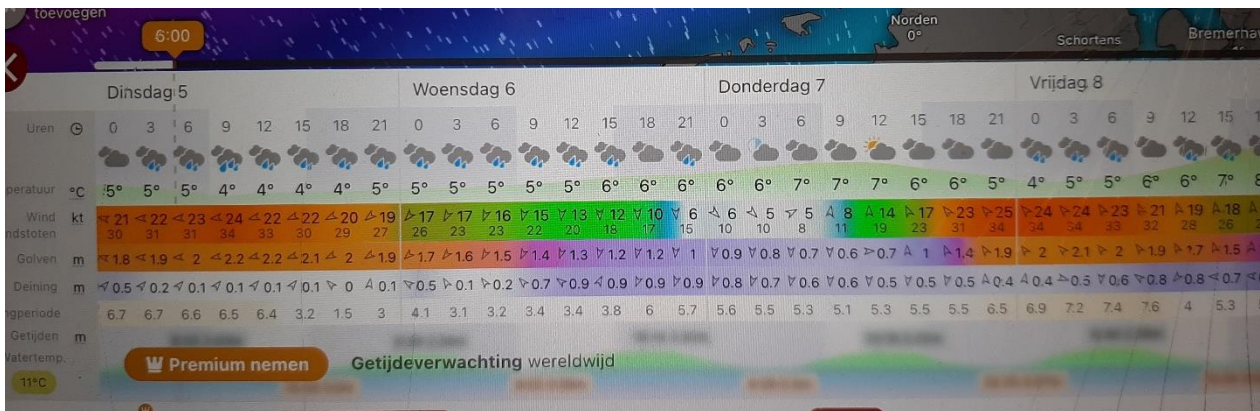 toevoegen
6:00
Norden
0°
Schortens
Bremerha
Dinsdag 5 Woensdag 6 Donderdag 7 Vrijdag 8
Uren 0 3 6 9 12 15 18 21 0 3 6 9 12 15 18 21 0 3 6 9 12 15 18 21 0 3 6 9 12 15
peratuur °C 5° 5° 5° 4° 4° 4° 4° 5° 5° 5° 5° 5° 5° 6° 6° 6° 6° 6° 7° 7° 7° 6° 6° 5° 4° 5° 5° 6° 6° 7° 8
Wind kt 21 22 23 24 22 22 20 19 17 17 16 15 13 12 10 6 6 5 5 8 14 17 23 25 24 24 23 21 19 18
ndstoten 30 31 31 34 33 31 29 27 26 23 23 22 20 18 17 15 10 10 8 11 19 23 31 34 34 34 33 32 28 26
Golven m 1.8 1.9 2 2.2 2.2 2.1 2 1.9 1.7 1.6 1.5 1.4 1.3 1.2 1.2 1 0.9 0.8 0.7 0.6 0.7 1 1.4 1.9 2 2.1 2 1.9 1.7 1.5
Deining m 0.5 0.2 0.1 0.1 0.1 0.1 0 0.1 0.5 0.1 0.2 0.7 0.9 0.9 0.9 0.9 0.8 0.7 0.6 0.6 0.5 0.5 0.5 0.4 0.4 0.5 0.6 0.8 0.8 0.7
ngperiode 6.7 6.7 6.6 6.5 6.4 3.2 1.5 3 4.1 3.1 3.2 3.4 3.4 3.8 6 5.7 5.6 5.5 5.3 5.1 5.3 5.5 5.5 6.5 6.9 7.2 7.4 7.6 4 5.3
Getijden m
Watertemp.
Premium nemen Getijdeverwachting wereldwijd
11°C